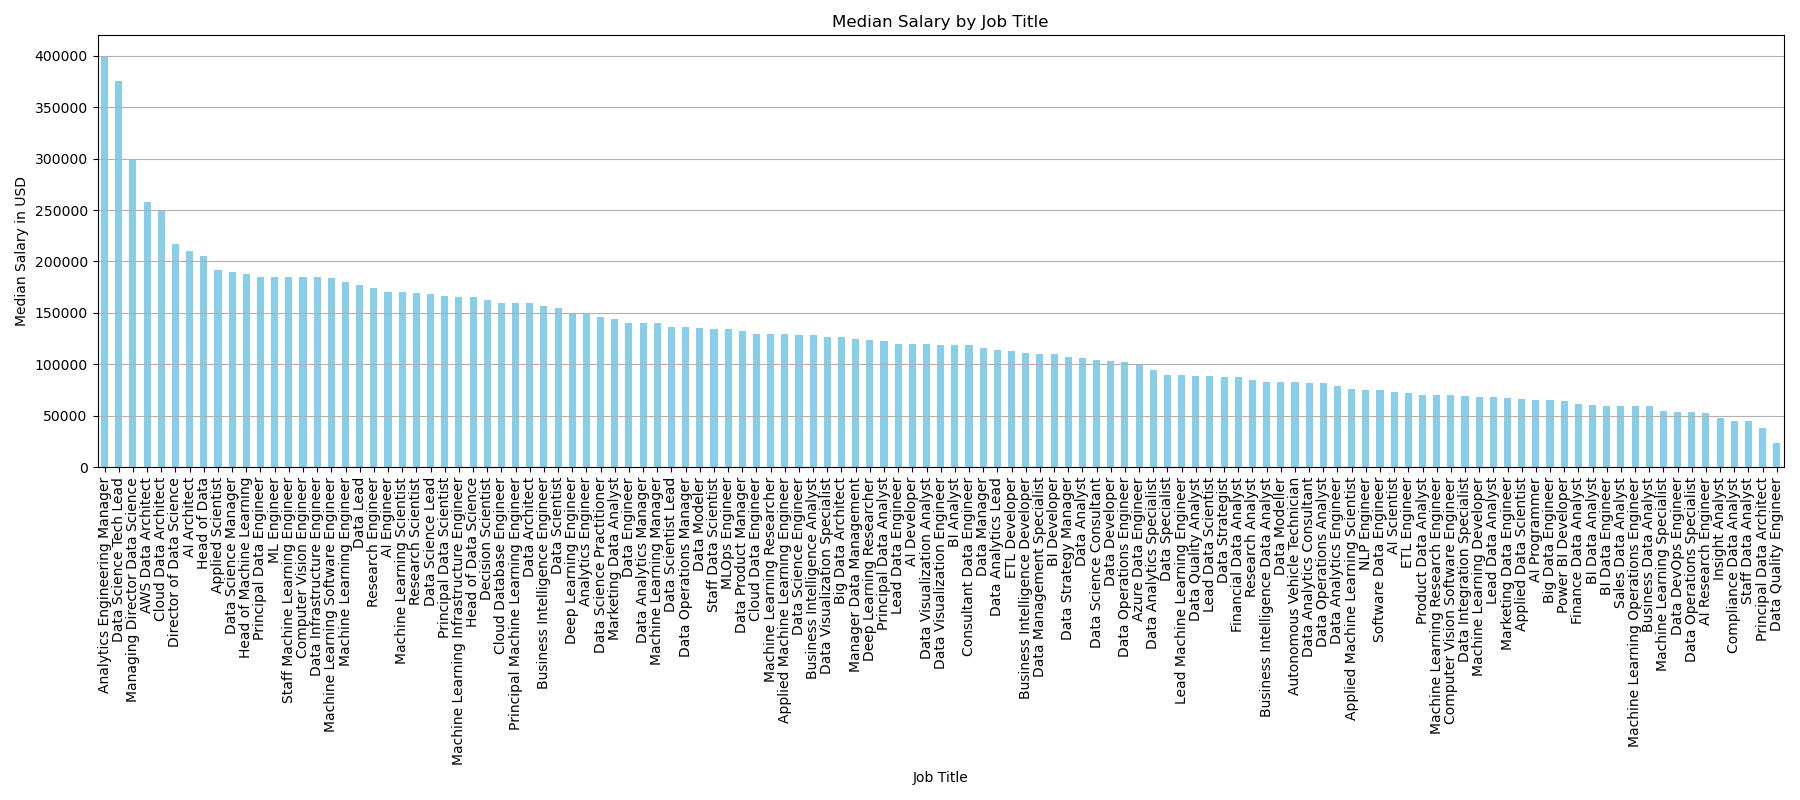 Median Salary by Job Title
Median Salary in USD
400000
350000
300000
250000
200000
150000
100000
50000
0
Analytics Engineering Manager
Data Science Tech Lead
Managing Director Data Science
AWS Data Architect
Cloud Data Architect
Director of Data Science
AI Architect
Head of Data
Applied Scientist
Data Science Manager
Head of Machine Learning
Principal Data Engineer
ML Engineer
Staff Machine Learning Engineer
Computer Vision Engineer
Data Infrastructure Engineer
Machine Learning Software Engineer
Machine Learning Engineer
Data Lead
Research Engineer
AI Engineer
Machine Learning Scientist
Research Scientist
Data Science Lead
Principal Data Scientist
Machine Learning Infrastructure Engineer
Head of Data Science
Decision Scientist
Cloud Database Engineer
Principal Machine Learning Engineer
Data Architect
Business Intelligence Engineer
Data Scientist
Deep Learning Engineer
Analytics Engineer
Data Science Practitioner
Marketing Data Analyst
Data Engineer
Data Analytics Manager
Machine Learning Manager
Data Scientist Lead
Data Operations Manager
Data Modeler
Staff Data Scientist
MLOps Engineer
Data Product Manager
Cloud Data Engineer
Machine Learning Researcher
Applied Machine Learning Engineer
Data Science Engineer
Business Intelligence Analyst
Data Visualization Specialist
Big Data Architect
Manager Data Management
Deep Learning Researcher
Principal Data Analyst
Lead Data Engineer
AI Developer
Data Visualization Analyst
Data Visualization Engineer
BI Analyst
Consultant Data Engineer
Data Manager
Data Analytics Lead
ETL Developer
Business Intelligence Developer
Data Management Specialist
BI Developer
Data Strategy Manager
Data Analyst
Data Science Consultant
Data Developer
Data Operations Engineer
Azure Data Engineer
Data Analytics Specialist
Data Specialist
Lead Machine Learning Engineer
Data Quality Analyst
Lead Data Scientist
Data Strategist
Financial Data Analyst
Research Analyst
Business Intelligence Data Analyst
Data Modeller
Autonomous Vehicle Technician
Data Analytics Consultant
Data Operations Analyst
Data Analytics Engineer
Applied Machine Learning Scientist
NLP Engineer
Software Data Engineer
AI Scientist
ETL Engineer
Product Data Analyst
Machine Learning Research Engineer
Computer Vision Software Engineer
Data Integration Specialist
Machine Learning Developer
Lead Data Analyst
Marketing Data Engineer
Applied Data Scientist
AI Programmer
Big Data Engineer
Power BI Developer
Finance Data Analyst
BI Data Analyst
BI Data Engineer
Sales Data Analyst
Machine Learning Operations Engineer
Business Data Analyst
Machine Learning Specialist
Data DevOps Engineer
Data Operations Specialist
AI Research Engineer
Insight Analyst
Compliance Data Analyst
Staff Data Analyst
Principal Data Architect
Data Quality Engineer
Job Title